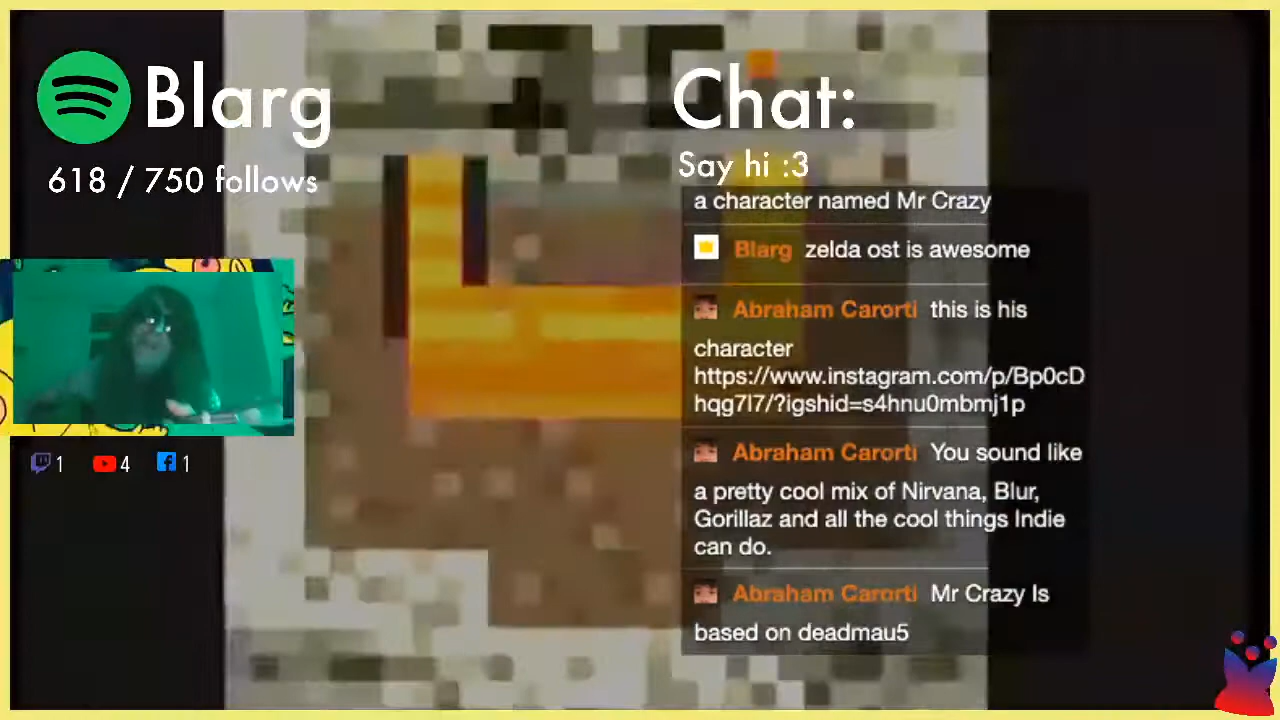 Blarg
618 / 750 follows
1
4
1
Chat:
Say hi :3
a character named Mr Crazy
Blarg zelda ost is awesome
Abraham Carorti this is his
character
https://www.instagram.com/p/Bp0cD
hqg7l7/?igshid=s4hnu0mbmj1p
Abraham Carorti You sound like
a pretty cool mix of Nirvana, Blur,
Gorillaz and all the cool things Indie
can do.
Abraham Carorti Mr Crazy Is
based on deadmau5